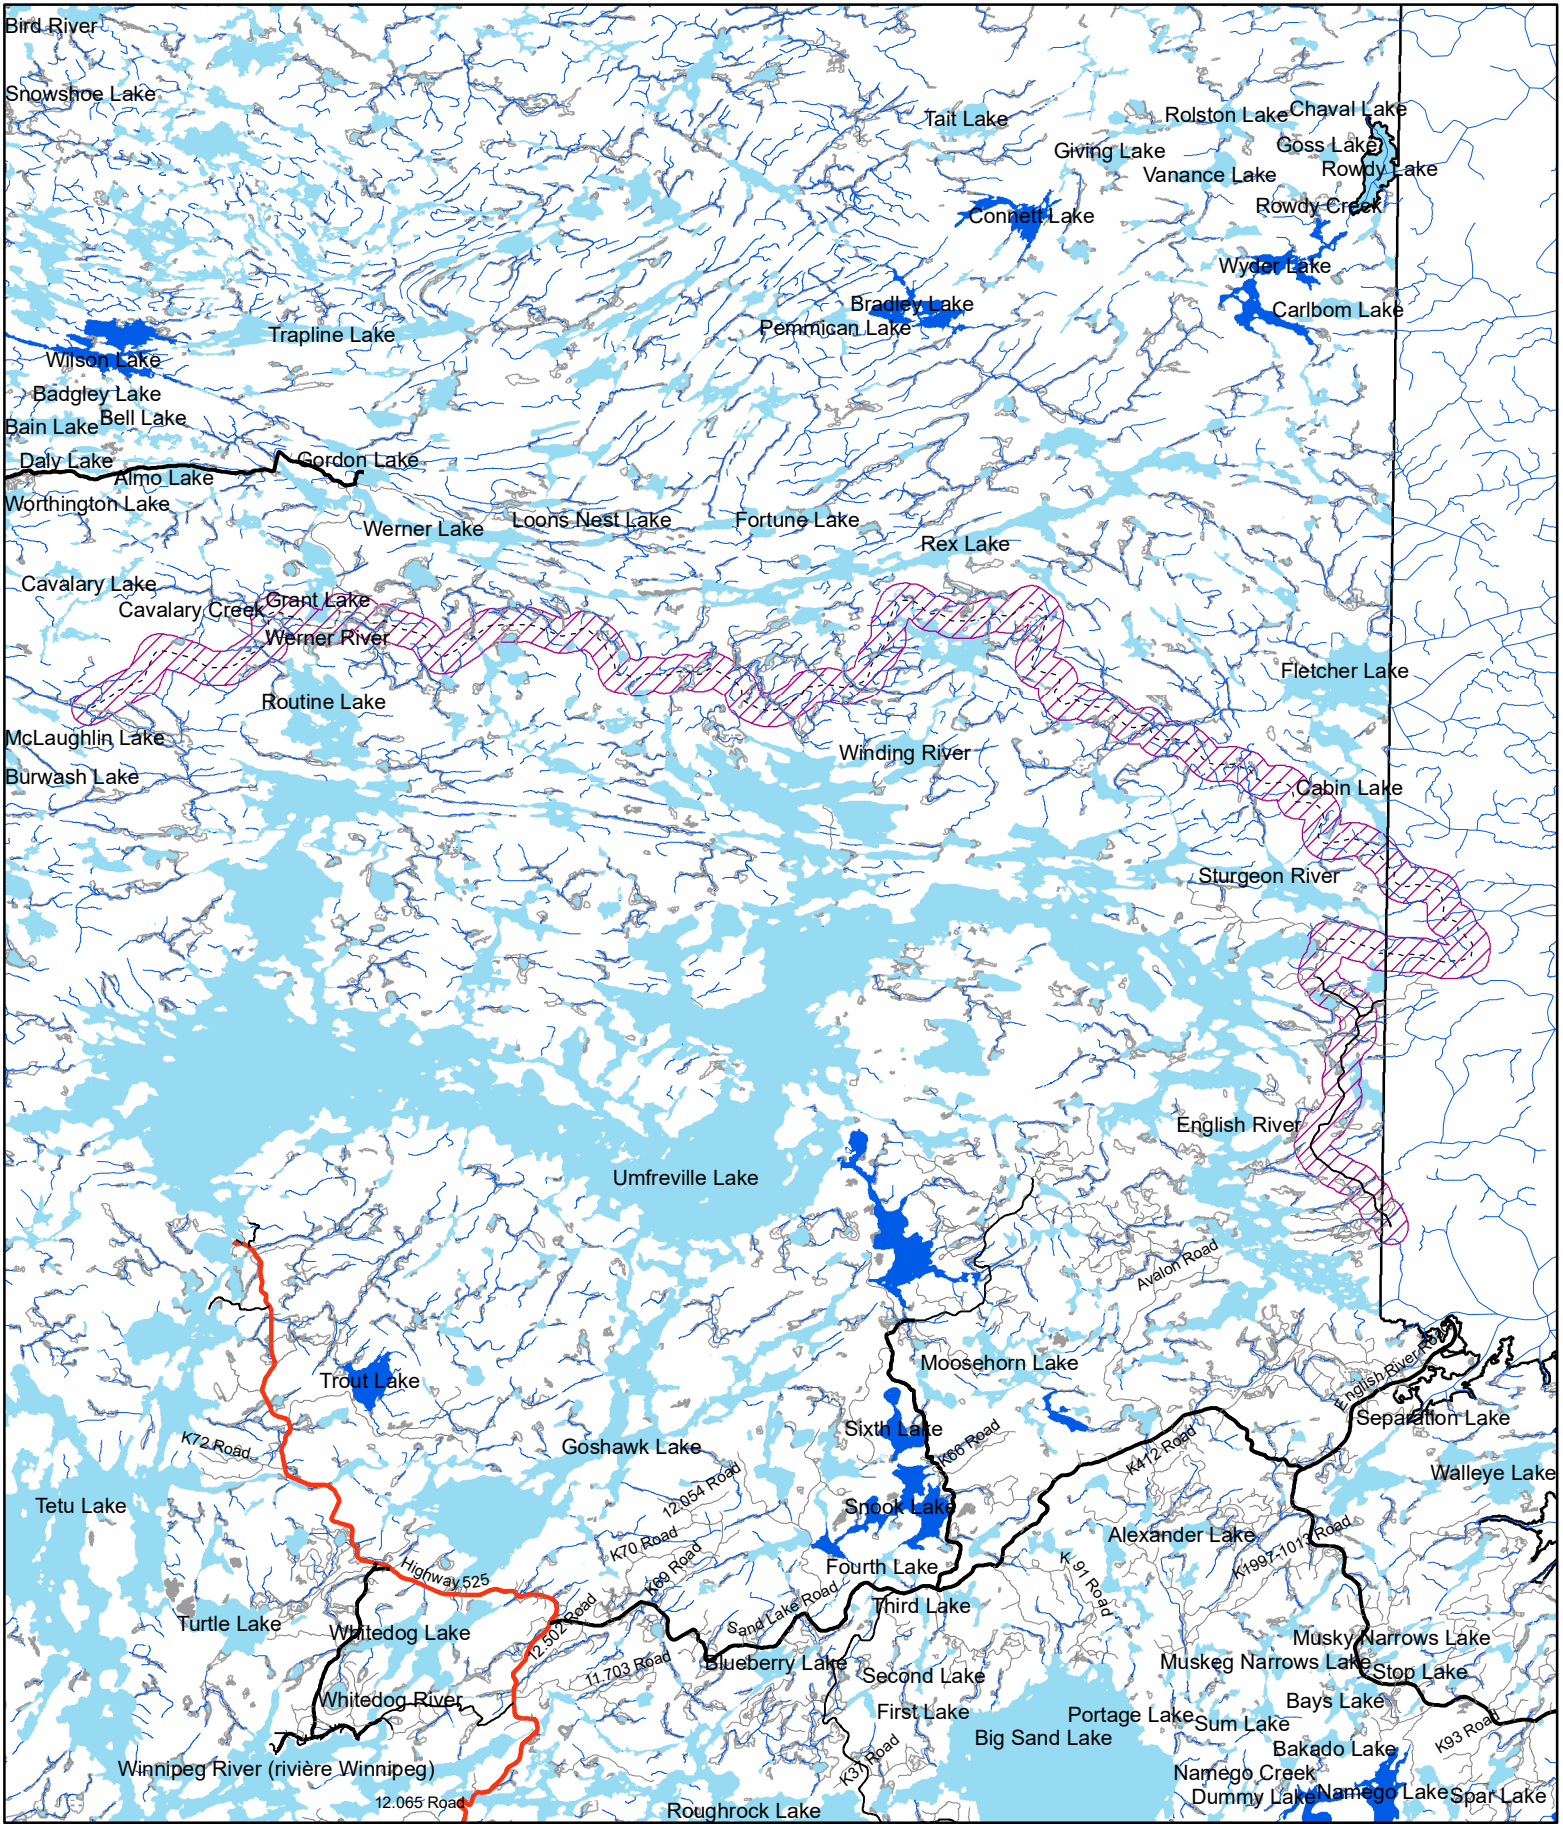 Bird River
Snowshoe Lake
Tait Lake
Rolston Lake
Chaval Lake
Giving Lake
Goss Lake
Vanance Lake
Rowdy Lake
Connett Lake
Rowdy Creek
Wyder Lake
Bradley Lake
Carlbom Lake
Pemmican Lake
Trapline Lake
Wilson Lake
Badgley Lake
Bell Lake
Bain Lake
Daly Lake
Gordon Lake
Almo Lake
Worthington Lake
Werner Lake
Loons Nest Lake
Fortune Lake
Rex Lake
Cavalary Lake
Cavalary Creek
Grant Lake
Werner River
Fletcher Lake
Routine Lake
McLaughlin Lake
Winding River
Burwash Lake
Cabin Lake
Sturgeon River
English River
Umfreville Lake
Avalon Road
Moosehorn Lake
English River Road
Trout Lake
Separation Lake
Sixth Lake
K72 Road
Goshawk Lake
K66 Road
K412 Road
Walleye Lake
12.054 Road
Tetu Lake
Snook Lake
Alexander Lake
K70 Road
K1997-1017 Road
Highway 525
K69 Road
Fourth Lake
K-91 Road
Sand Lake Road
Third Lake
12.502 Road
Turtle Lake
Whitedog Lake
Musky Narrows Lake
Blueberry Lake
Muskeg Narrows Lake
11.703 Road
Second Lake
Stop Lake
Whitedog River
Bays Lake
First Lake
Portage Lake
Sum Lake
Big Sand Lake
K93 Road
Bakado Lake
K37 Road
Winnipeg River (rivière Winnipeg)
Namego Creek
Dummy Lake
Namego Lake
Spar Lake
12.065 Road
Roughrock Lake